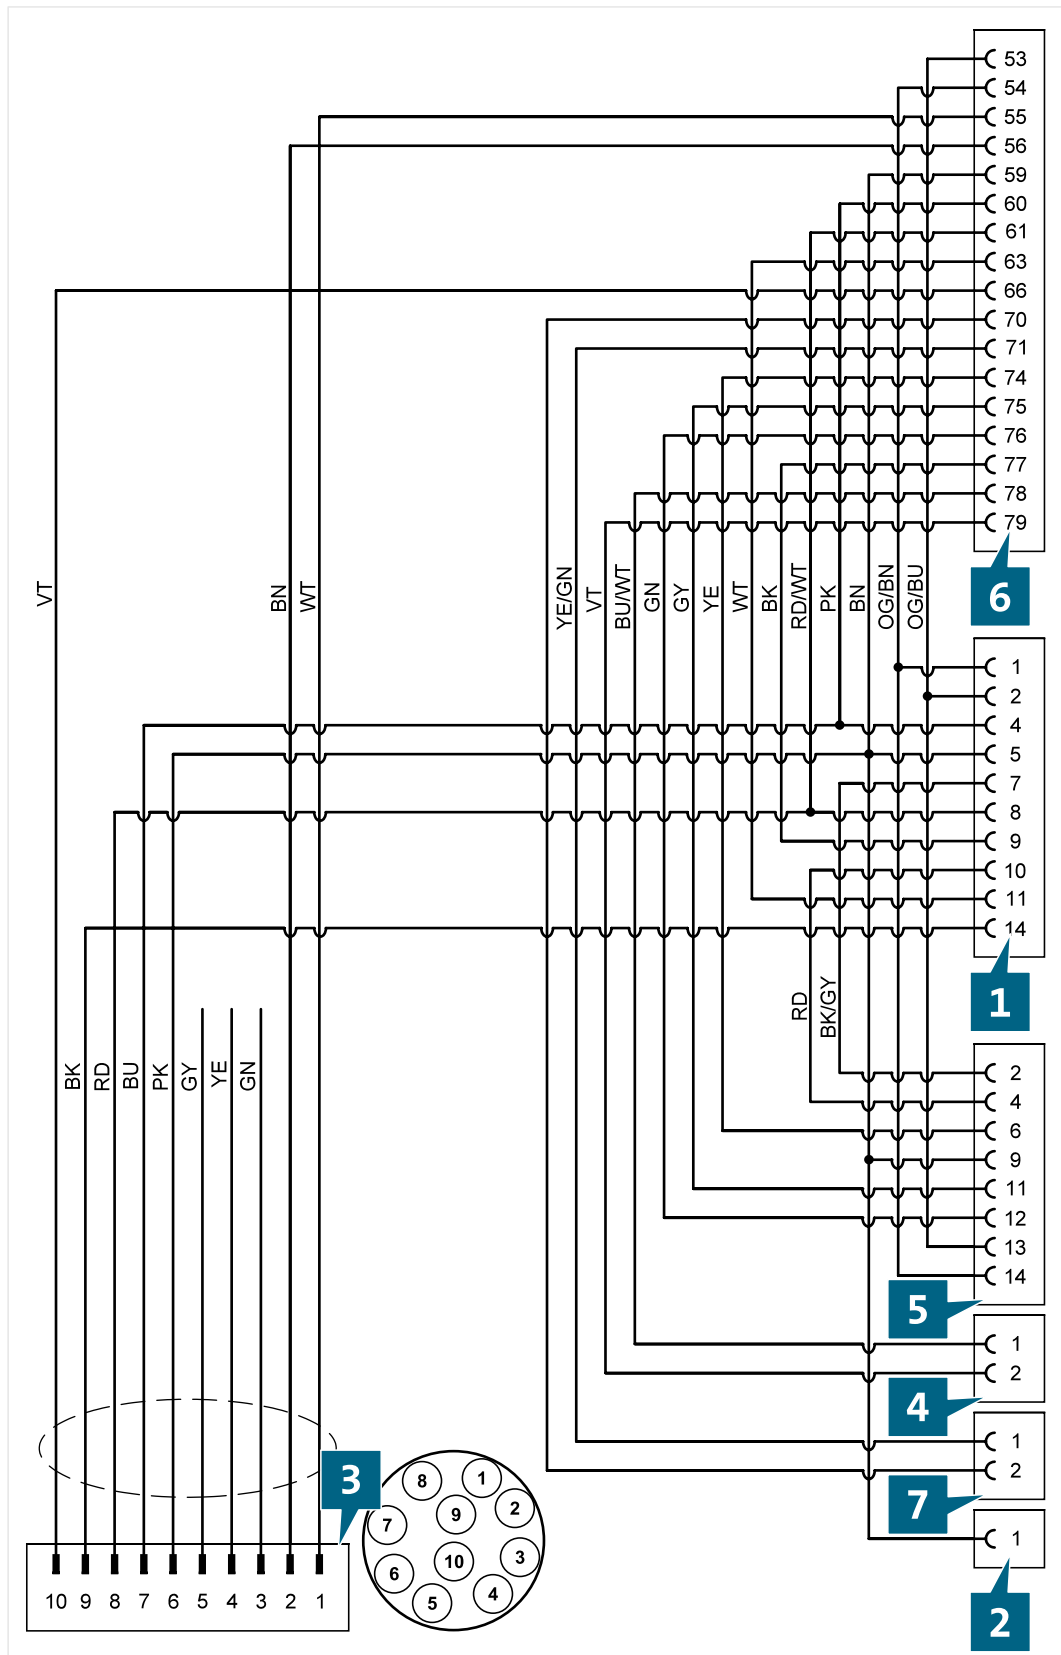 53
54
55
56
59
60
61
63
66
70
71
74
75
76
77
78
79
6
VT
BN
WT
YE/GN
VT
BU/WT
GN
GY
YE
WT
BK
RD/WT
PK
BN
OG/BN
OG/BU
1
2
4
5
7
8
9
10
11
14
1
RD
BK/GY
BK
RD
BU
PK
GY
YE
GN
2
4
6
9
11
12
13
14
5
1
2
4
1
2
7
1
2
3
10 9 8 7 6 5 4 3 2 1
8 1
9 2
7
10 3
6 4
5